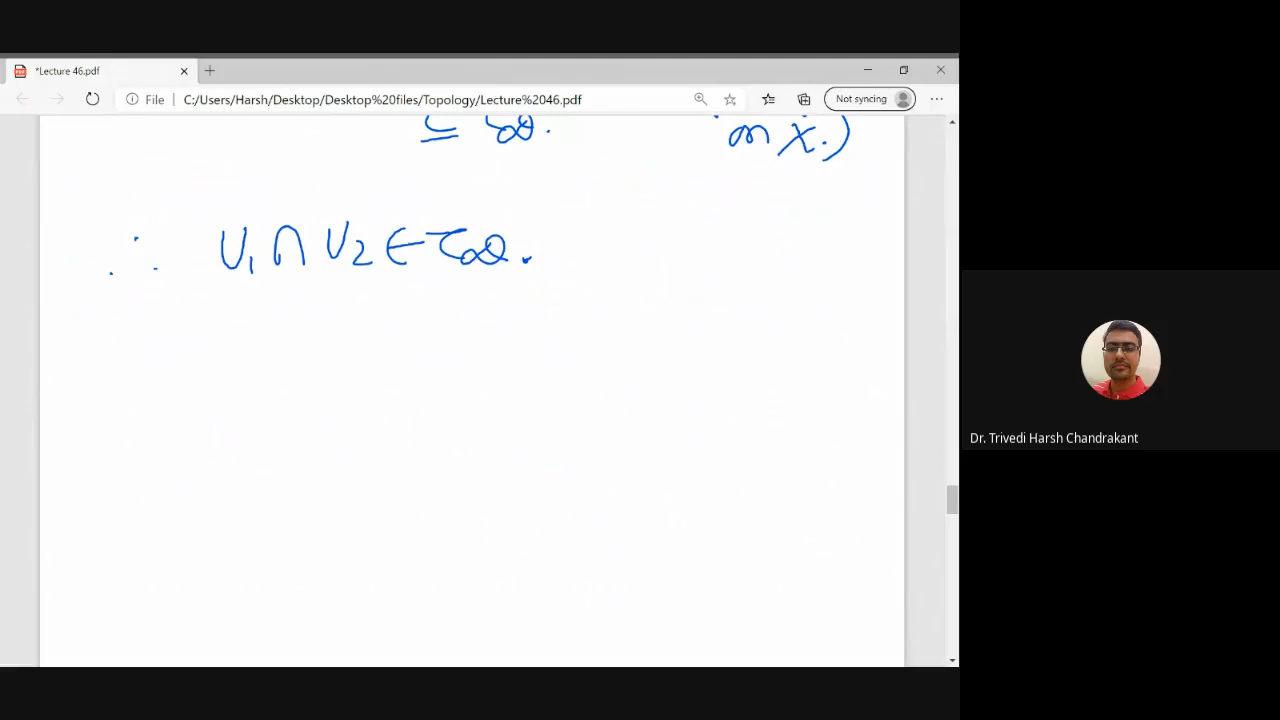 *Lecture 46.pdf
File | C:/Users/Harsh/Desktop/Desktop%20files/Topology/Lecture%2046.pdf
Not syncing
⊆ τ∞. on X.)
∴ U₁ ∩ U₂ ∈ τ∞.
Dr. Trivedi Harsh Chandrakant